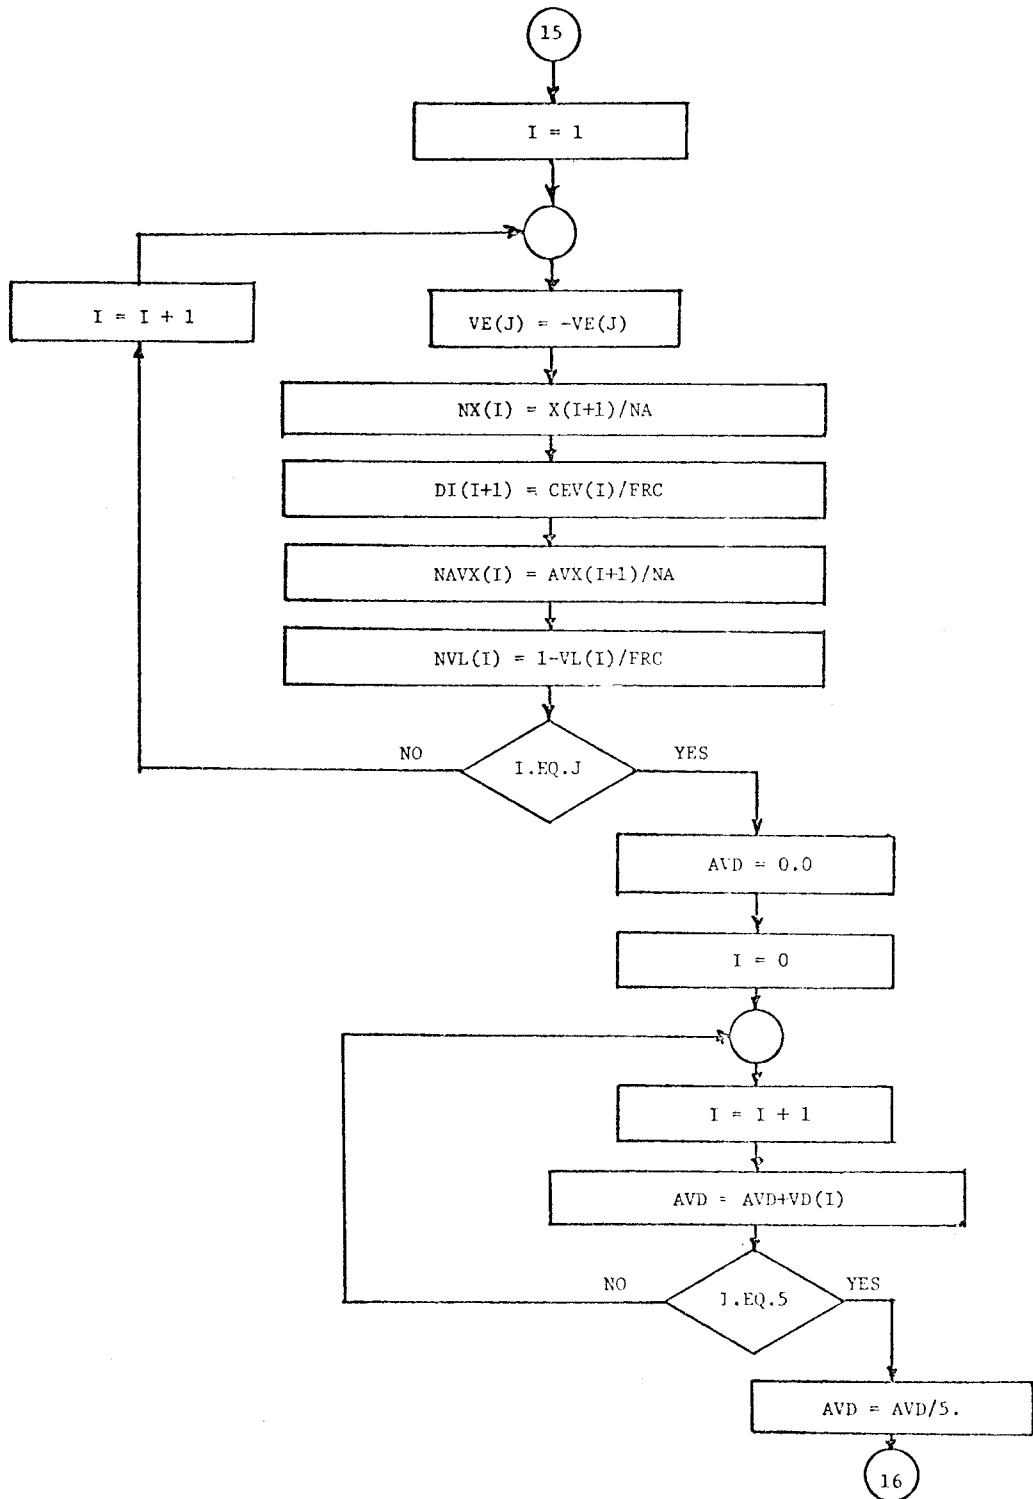 15
I = 1
I = I + 1
VE(J) = -VE(J)
NX(I) = X(I+1)/NA
DI(I+1) = CEV(I)/FRC
NAVX(I) = AVX(I+1)/NA
NVL(I) = 1-VL(I)/FRC
NO
I.EQ.J
YES
AVD = 0.0
I = 0
I = I + 1
AVD = AVD+VD(I)
NO
I.EQ.5
YES
AVD = AVD/5.
16